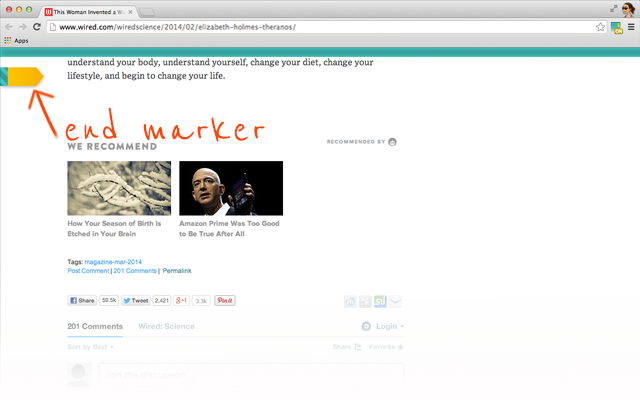 This Woman Invented a Wa
www.wired.com/wiredscience/2014/02/elizabeth-holmes-theranos/
Apps
understand your body, understand yourself, change your diet, change your
lifestyle, and begin to change your life.
end marker
WE RECOMMEND
RECOMMENDED BY
How Your Season of Birth Is
Etched in Your Brain
Amazon Prime Was Too Good
to Be True After All
Tags: magazine-mar-2014
Post Comment | 201 Comments | Permalink
Share 59.5k Tweet 2,421 +1 3.3k Pin it
201 Comments Wired: Science Login
Sort by Best Share Favorite
Join the discussion...